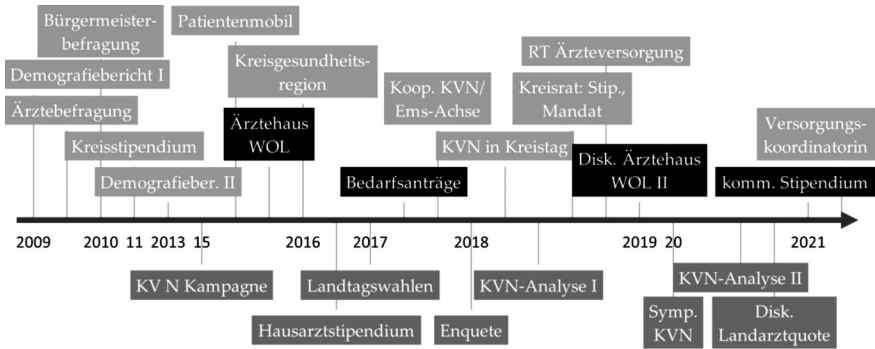 Bürgermeister-
befragung
Patientenmobil
Kreisgesundheits-
region
RT Ärzteversorgung
Demografiebericht I
Koop. KVN/
Ems-Achse
Kreisrat: Stip.,
Mandat
Ärztebefragung
Ärztehaus
WOL
Versorgungs-
koordinatorin
Kreisstipendium
KVN in Kreistag
Demografieber. II
Bedarfsanträge
Disk. Ärztehaus
WOL II
komm. Stipendium
2009 2010 11 2013 15 2016 2017 2018 2019 20 2021
KV N Kampagne
Landtagswahlen
KVN-Analyse I
KVN-Analyse II
Hausarztstipendium
Enquete
Symp.
KVN
Disk.
Landarztquote